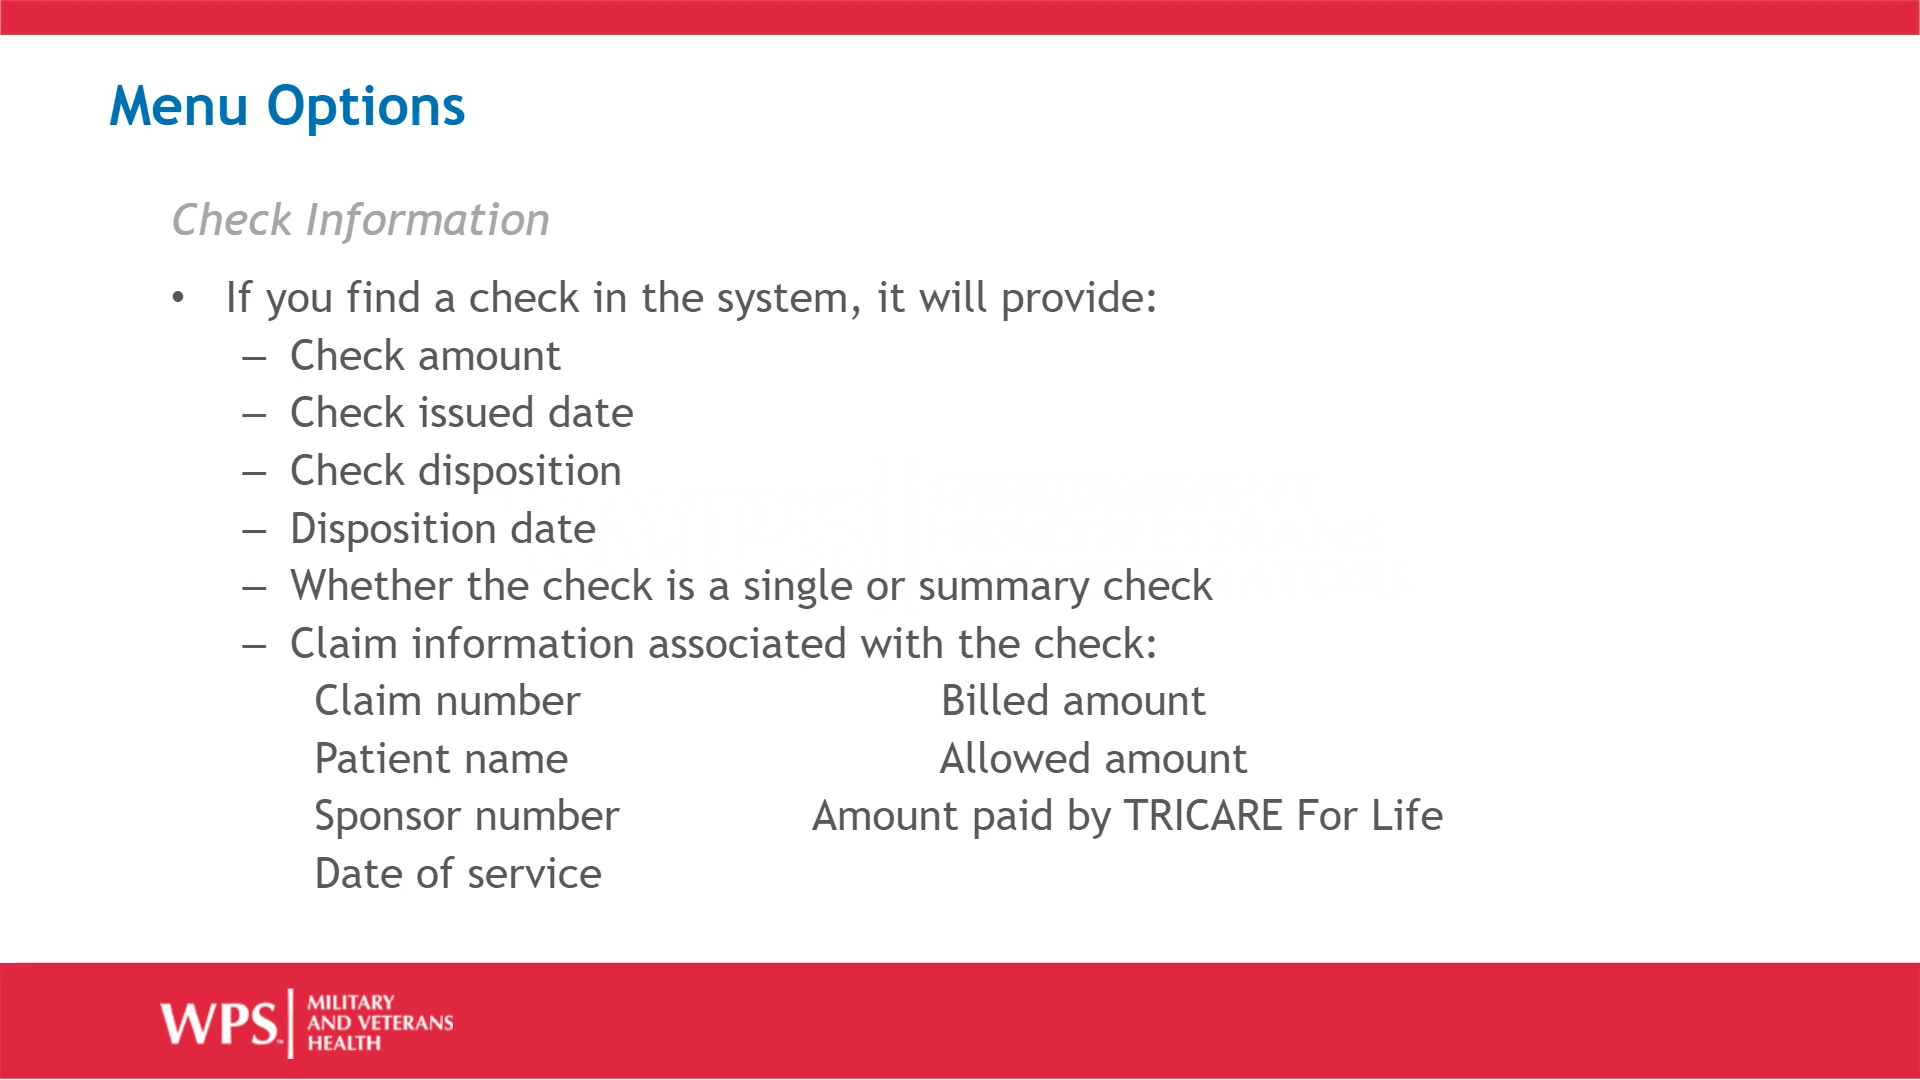 Menu Options
Check Information
• If you find a check in the system, it will provide:
– Check amount
– Check issued date
– Check disposition
– Disposition date
– Whether the check is a single or summary check
– Claim information associated with the check:
Claim number Billed amount
Patient name Allowed amount
Sponsor number Amount paid by TRICARE For Life
Date of service
WPS™
MILITARY
AND VETERANS
HEALTH